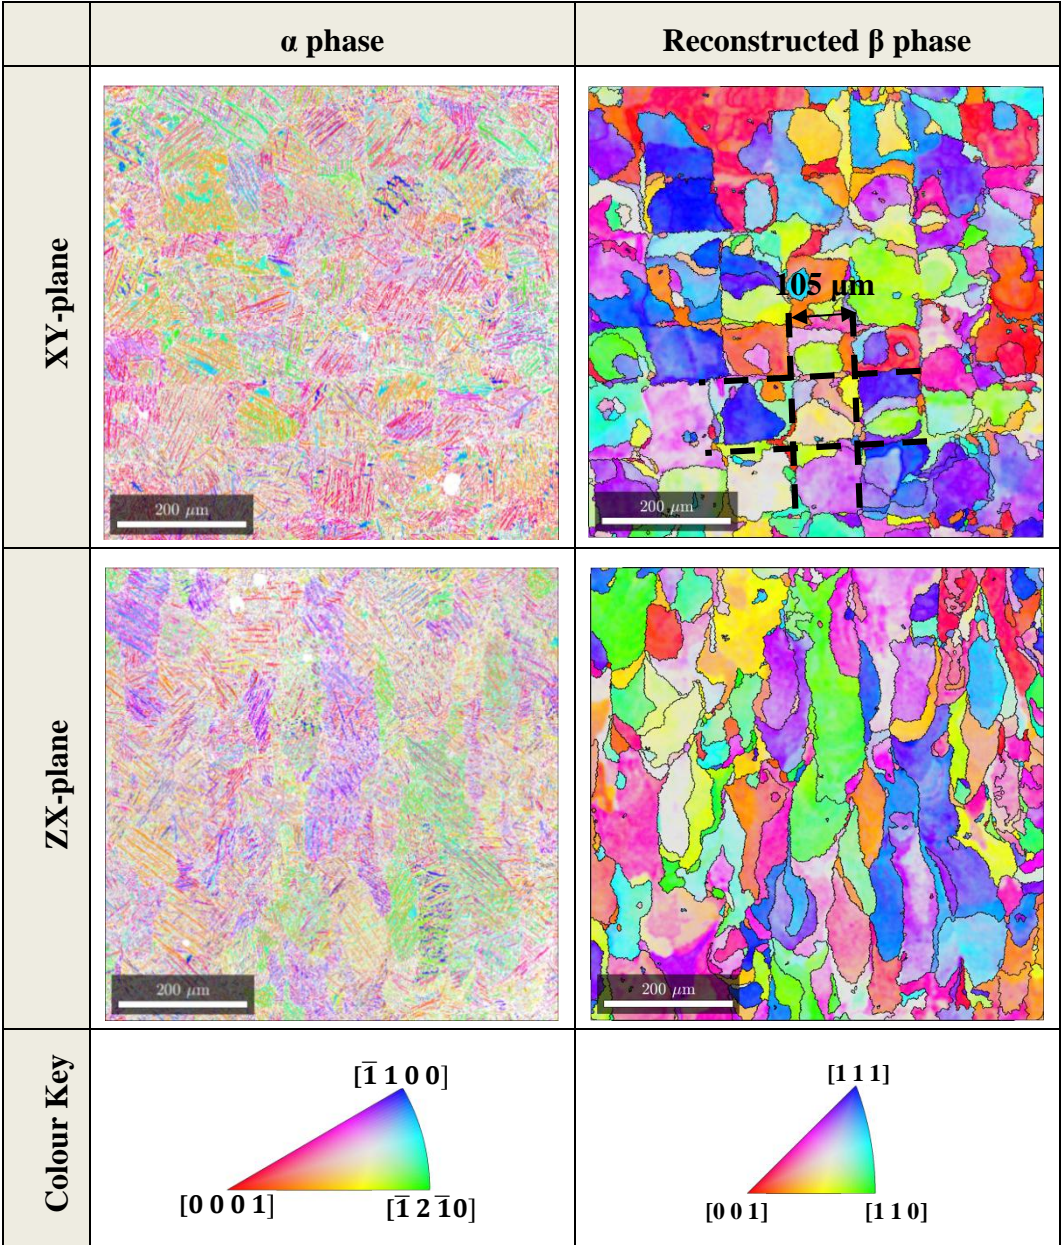 α phase
Reconstructed β phase
XY-plane
200 μm
105 μm
200 μm
ZX-plane
200 μm
200 μm
Colour Key
[1̅ 1 0 0]
[0 0 0 1]
[1̅ 2 1̅ 0]
[1 1 1]
[0 0 1]
[1 1 0]